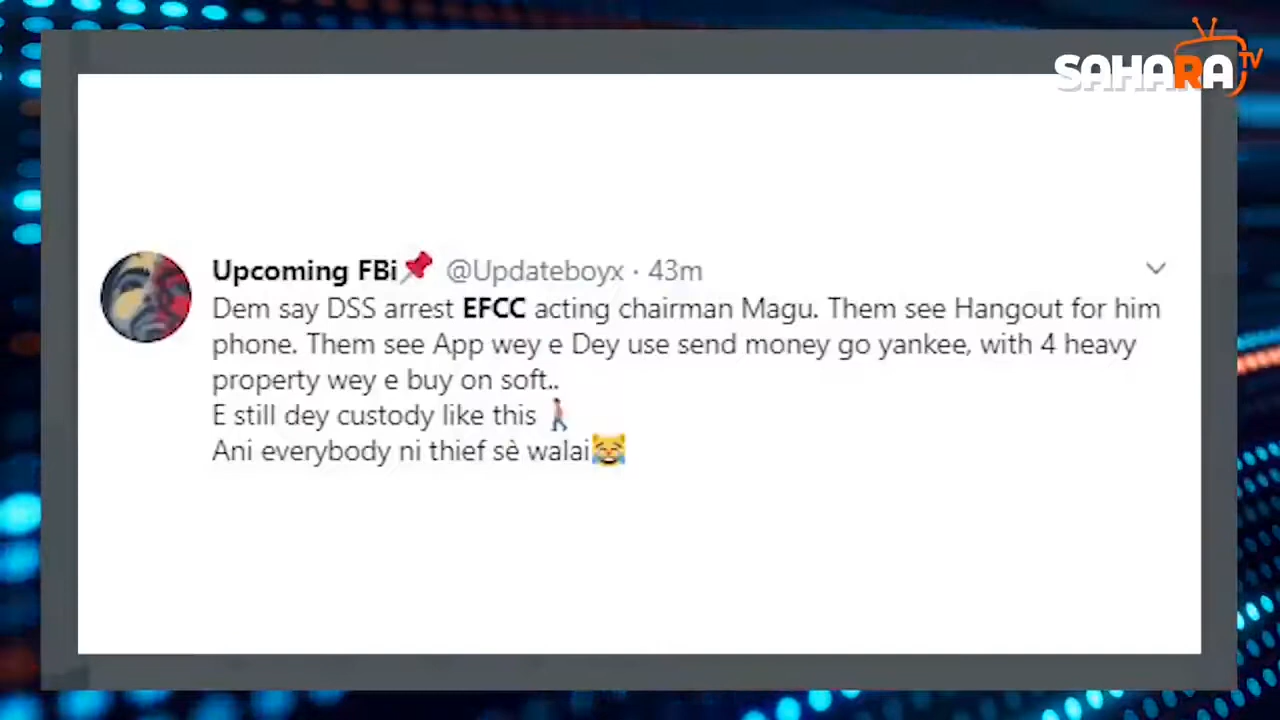 SAHARA TV
Upcoming FBi📌 @Updateboyx · 43m
Dem say DSS arrest EFCC acting chairman Magu. Them see Hangout for him
phone. Them see App wey e Dey use send money go yankee, with 4 heavy
property wey e buy on soft..
E still dey custody like this 🚶
Ani everybody ni thief sè walai😹